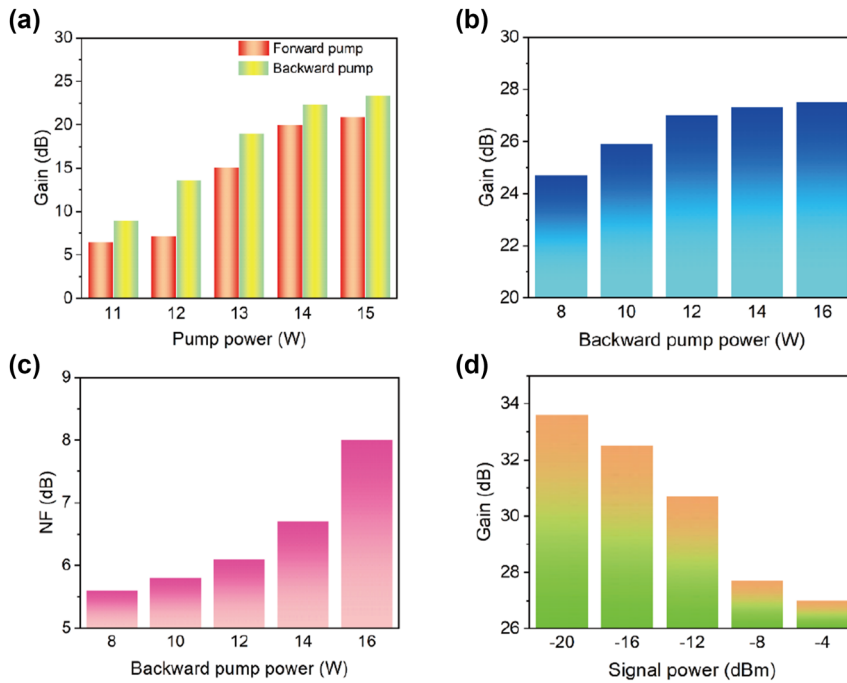 (a)
30
25
20
15
10
5
0
Gain (dB)
Forward pump
Backward pump
11 12 13 14 15
Pump power (W)
(b)
30
28
26
24
22
20
Gain (dB)
8 10 12 14 16
Backward pump power (W)
(c)
9
8
7
6
5
NF (dB)
8 10 12 14 16
Backward pump power (W)
(d)
34
32
30
28
26
Gain (dB)
-20 -16 -12 -8 -4
Signal power (dBm)